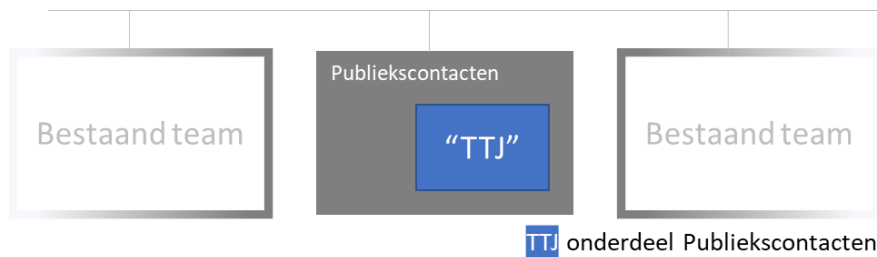 Publiekscontacten
Bestaand team
“TTJ”
Bestaand team
TTJ onderdeel Publiekscontacten